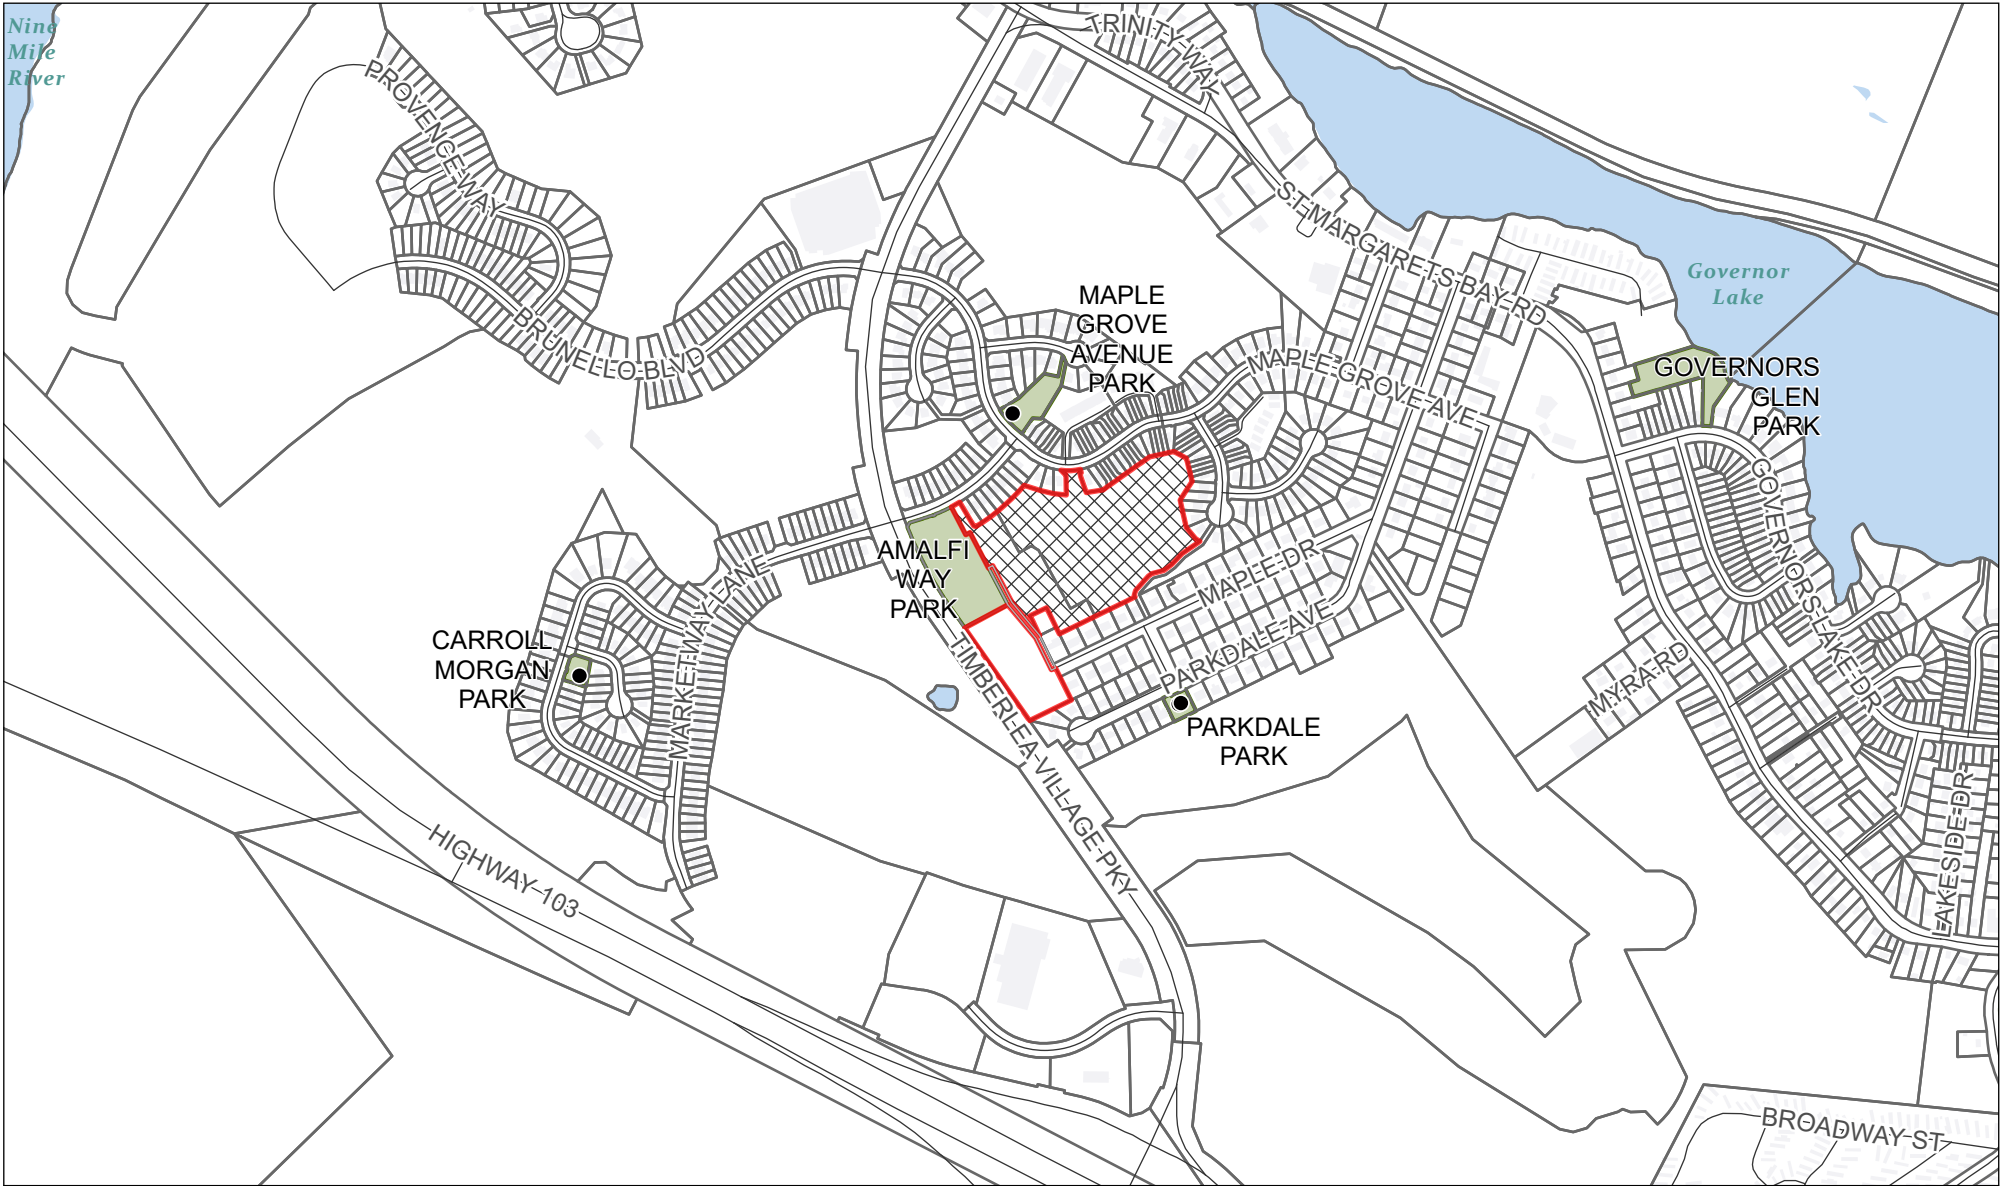 Nine
Mile
River
TRINITY WAY
PROVENCE WAY
ST MARGARETS BAY RD
Governor
Lake
MAPLE
GROVE
AVENUE
PARK
BRUNELLO BLVD
MAPLE GROVE AVE
GOVERNORS
GLEN
PARK
GOVERNORS LAKE DR
AMALFI
WAY
PARK
MAPLE DR
MARKETWAY LANE
PARKDALE AVE
CARROLL
MORGAN
PARK
TIMBERLEA VILLAGE PKY
MYRA RD
PARKDALE
PARK
LAKESIDE DR
HIGHWAY 103
BROADWAY ST